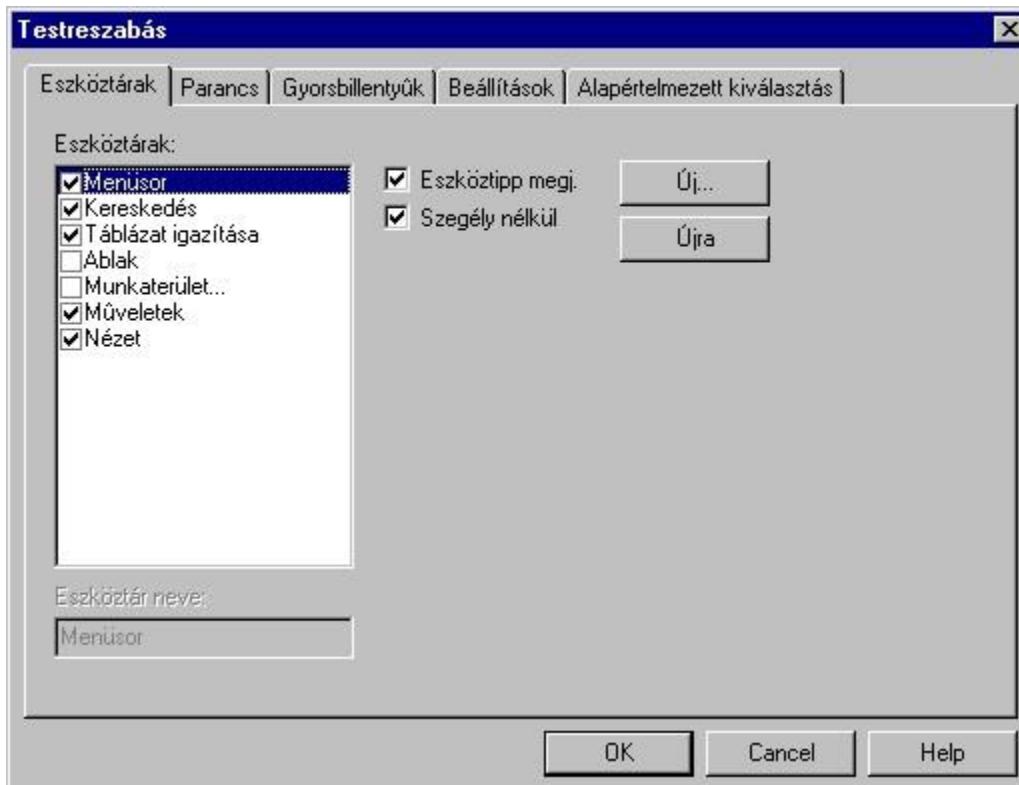 Testreszabás
Eszköztárak Parancs Gyorsbillentyûk Beállítások Alapértelmezett kiválasztás
Eszköztárak:
Menüsor
Kereskedés
Táblázat igazítása
Ablak
Munkaterület...
Mûveletek
Nézet
Eszköztipp megj.
Szegély nélkül
Új...
Újra
Eszköztár neve:
Menüsor
OK Cancel Help